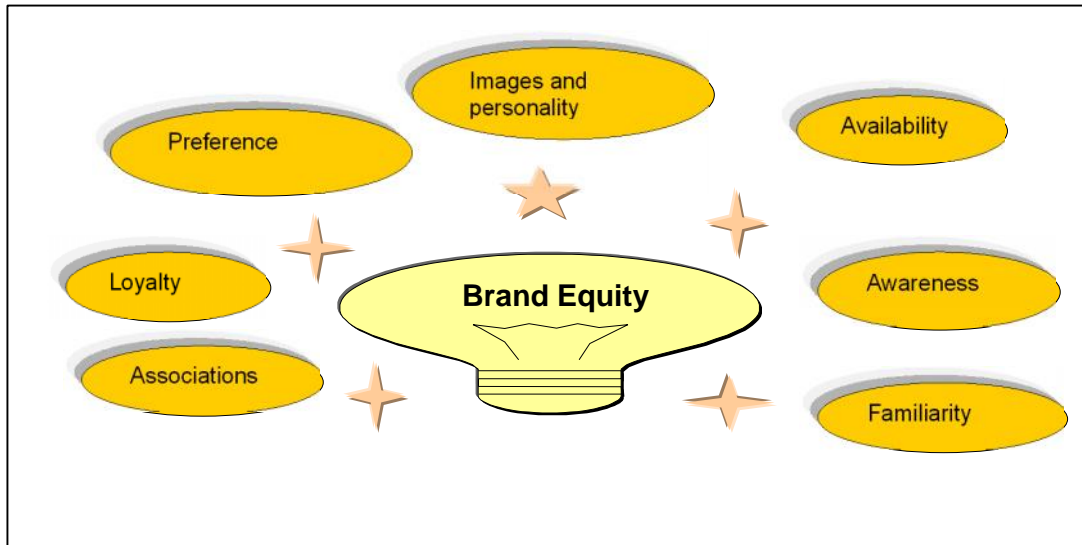 Images and
personality
Preference
Availability
Loyalty
Brand Equity
Awareness
Associations
Familiarity